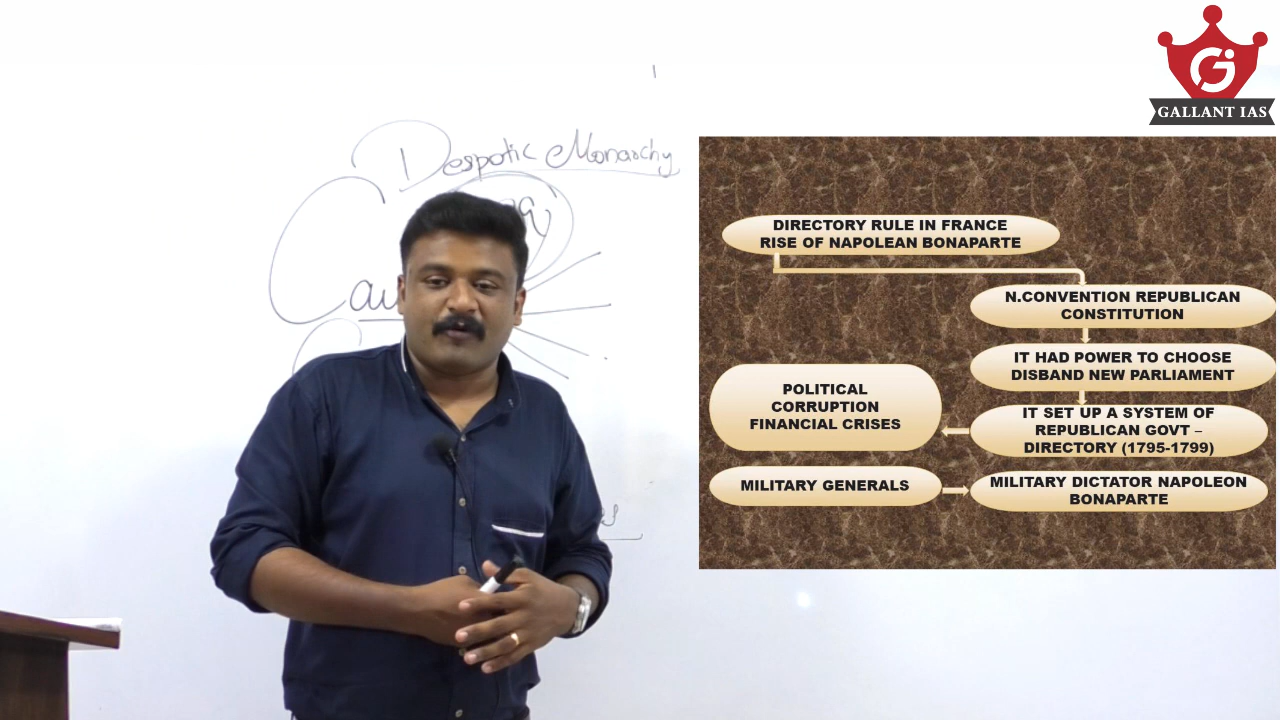 GALLANT IAS
Despotic Monarchy
DIRECTORY RULE IN FRANCE
RISE OF NAPOLEAN BONAPARTE
N.CONVENTION REPUBLICAN
CONSTITUTION
IT HAD POWER TO CHOOSE
DISBAND NEW PARLIAMENT
IT SET UP A SYSTEM OF
REPUBLICAN GOVT –
DIRECTORY (1795-1799)
POLITICAL
CORRUPTION
FINANCIAL CRISES
MILITARY GENERALS
MILITARY DICTATOR NAPOLEON
BONAPARTE